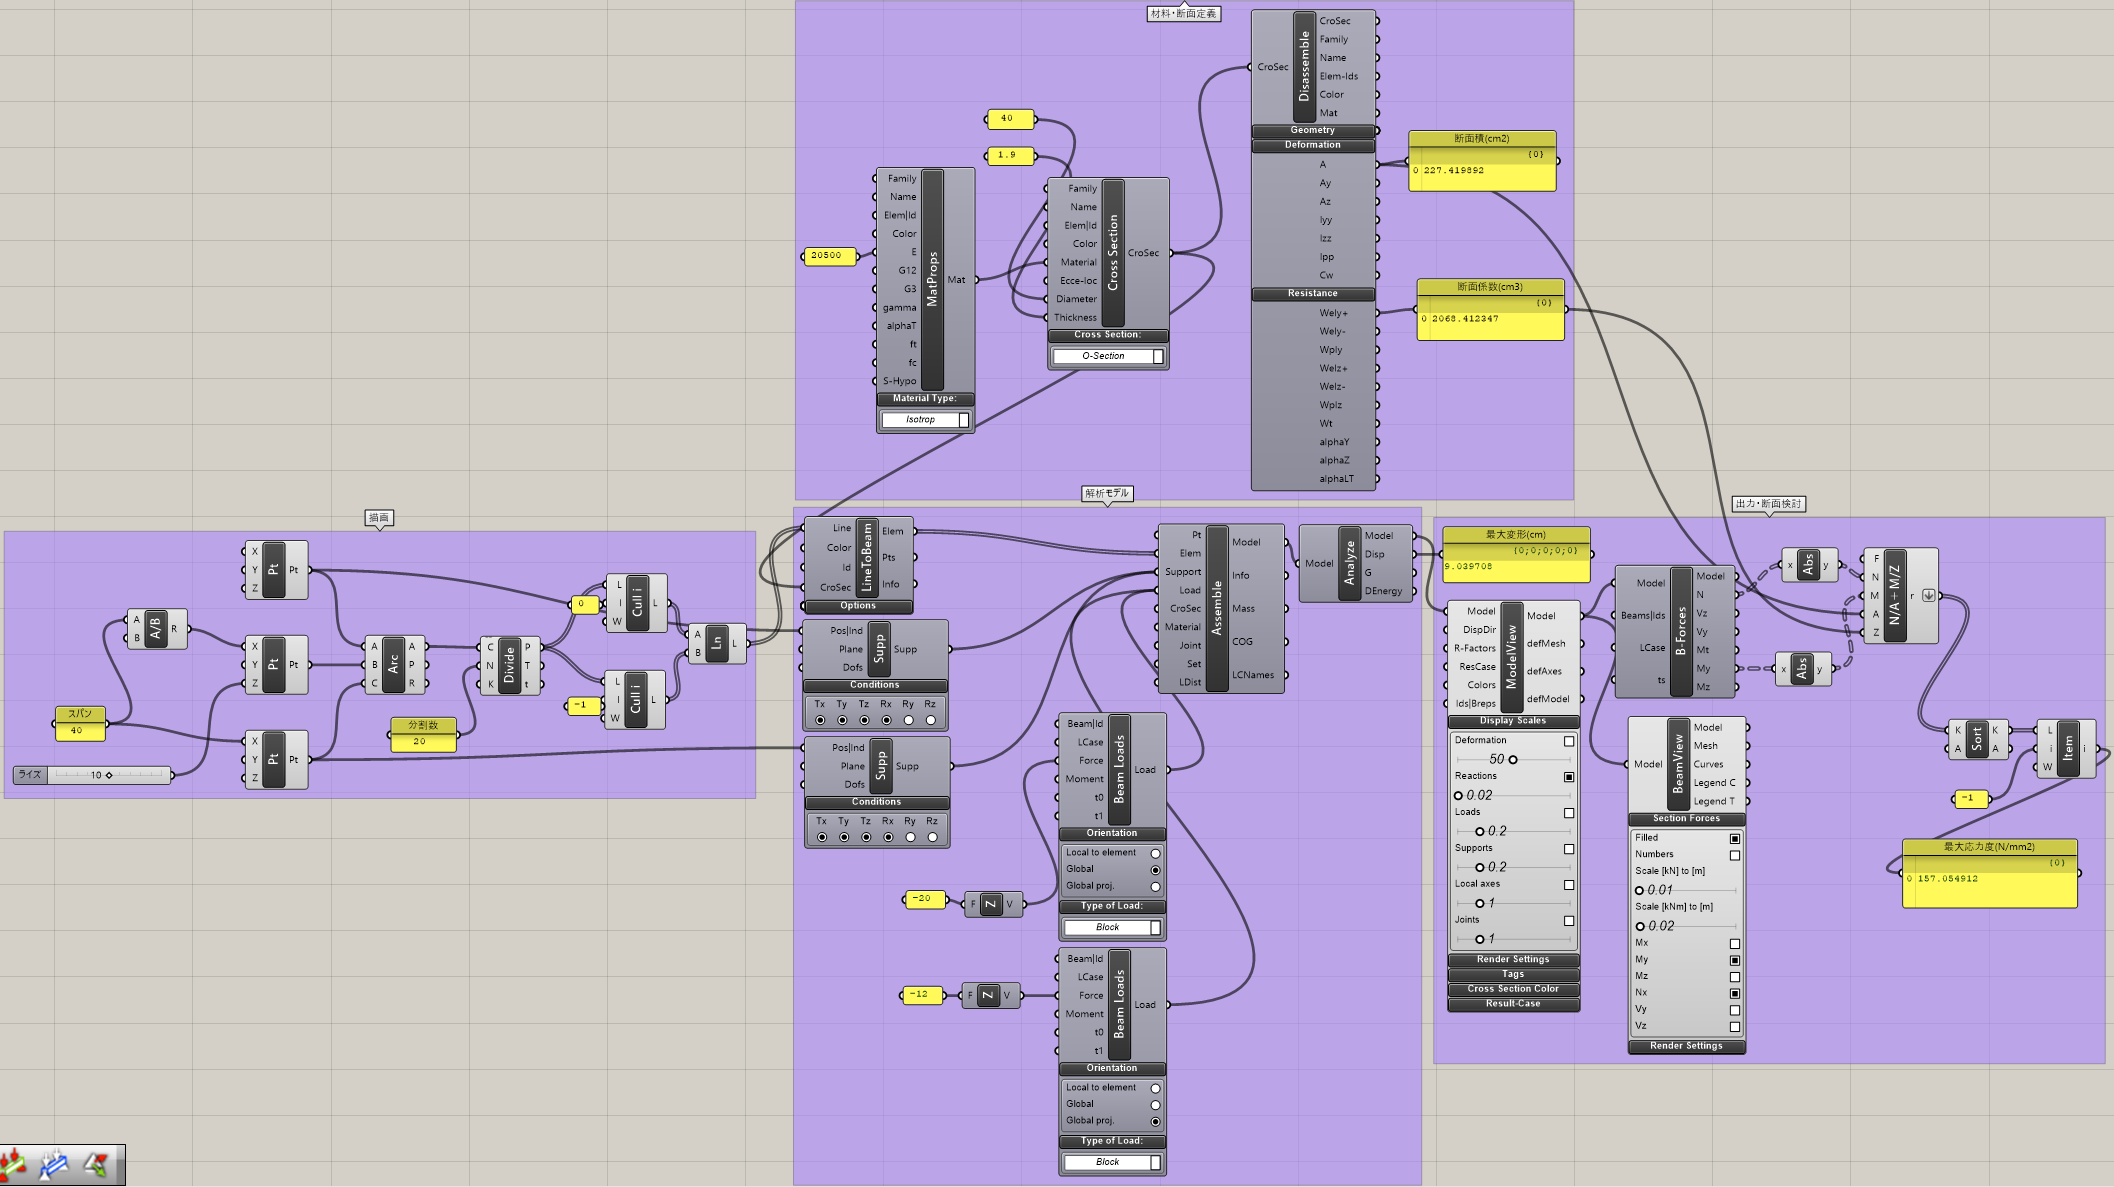 材料・断面定義
CroSec
Disassemble
CroSec
Family
Name
Elem-Ids
Color
Mat
Geometry
Deformation
A
Ay
Az
Iyy
Izz
Ipp
Cw
Resistance
Wely+
Wely-
Wply
Welz+
Welz-
Wplz
Wt
alphaY
alphaZ
alphaLT
断面積(cm2)
{0}
0 227.419892
断面係数(cm3)
{0}
0 2068.412347
40
1.9
20500
Family
Name
Elem|Id
Color
E
G12
G3
gamma
alphaT
ft
fc
S-Hypo
MatProps
Mat
Material Type:
Isotrop
Family
Name
Elem|Id
Color
Material
Ecce-loc
Diameter
Thickness
Cross Section
CroSec
Cross Section:
O-Section
描画
X
Y
Z
Pt
Pt
A
B
A/B
R
X
Y
Z
Pt
Pt
X
Y
Z
Pt
Pt
スパン
40
ライズ
10
A
B
C
Arc
A
P
R
分割数
20
C
N
K
Divide
P
T
t
0
L
I
W
Cull i
L
-1
L
I
W
Cull i
L
A
B
Ln
L
解析モデル
Line
Color
Id
CroSec
LineToBeam
Elem
Pts
Info
Options
Pos|Ind
Plane
Dofs
Supp
Supp
Conditions
Tx Ty Tz Rx Ry Rz
Pos|Ind
Plane
Dofs
Supp
Supp
Conditions
Tx Ty Tz Rx Ry Rz
-20
F Z V
-12
F Z V
Beam|Id
LCase
Force
Moment
t0
t1
Beam Loads
Load
Orientation
Local to element
Global
Global proj.
Type of Load:
Block
Beam|Id
LCase
Force
Moment
t0
t1
Beam Loads
Load
Orientation
Local to element
Global
Global proj.
Type of Load:
Block
Pt
Elem
Support
Load
CroSec
Material
Joint
Set
LDist
Assemble
Model
Info
Mass
COG
LCNames
Model
Analyze
Model
Disp
G
DEnergy
出力・断面検討
最大変形(cm)
{0;0;0;0;0}
9.039708
Model
DispDir
R-Factors
ResCase
Colors
Ids|Breps
ModelView
Model
defMesh
defAxes
defModel
Display Scales
Deformation
50
Reactions
0.02
Loads
0.2
Supports
0.2
Local axes
1
Joints
1
Render Settings
Tags
Cross Section Color
Result-Case
Model
Beams|Ids
LCase
ts
B-Forces
Model
N
Vz
Vy
Mt
My
Mz
Model
BeamView
Model
Mesh
Curves
Legend C
Legend T
Section Forces
Filled
Numbers
Scale [kN] to [m]
0.01
Scale [kNm] to [m]
0.02
Mx
My
Mz
Nx
Vy
Vz
Render Settings
x Abs y
x Abs y
F
N
M
A
Z
N/A+M/Z
r
K
A
Sort
K
A
L
i
W
Item
i
-1
最大応力度(N/mm2)
{0}
0 157.054912